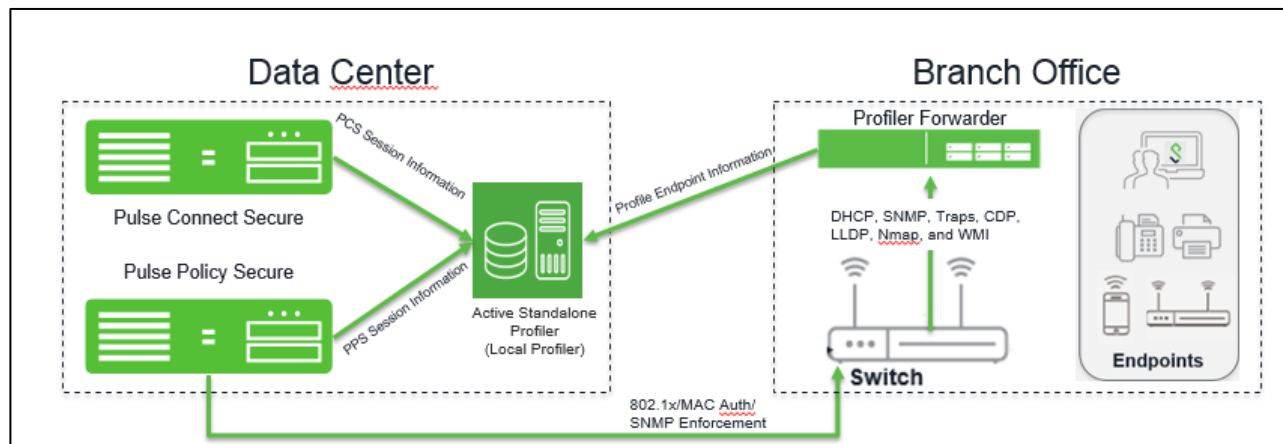 Data Center
Branch Office
PCS Session Information
Pulse Connect Secure
Pulse Policy Secure
PPS Session Information
Active Standalone
Profiler
(Local Profiler)
Profile Endpoint Information
Profiler Forwarder
DHCP, SNMP, Traps, CDP,
LLDP, Nmap, and WMI
Switch
Endpoints
802.1x/MAC Auth/
SNMP Enforcement